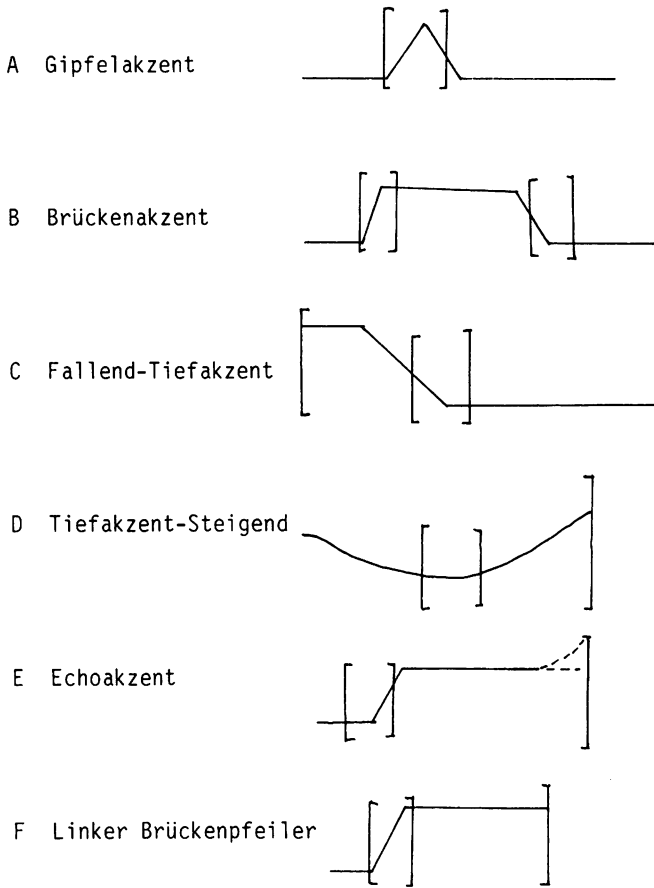 A Gipfelakzent
B Brückenakzent
C Fallend-Tiefakzent
D Tiefakzent-Steigend
E Echoakzent
F Linker Brückenpfeiler